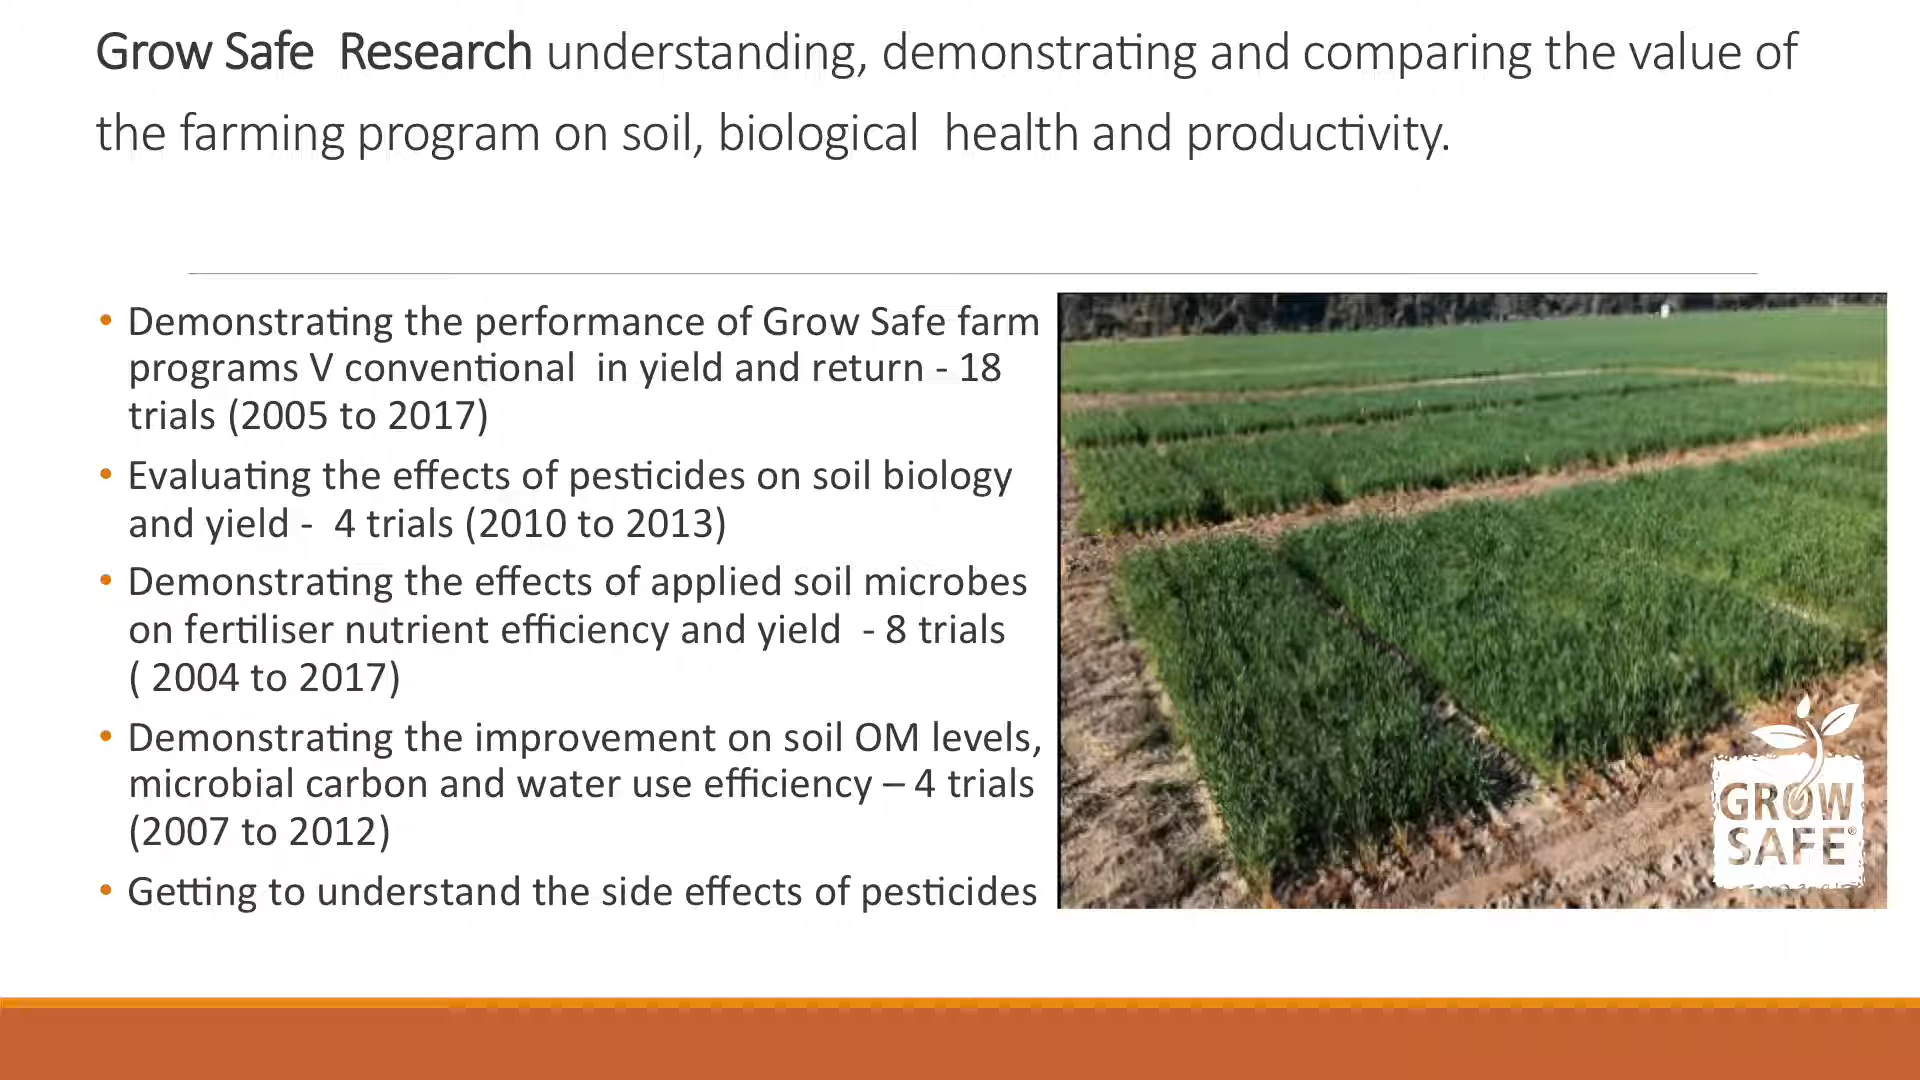 Grow Safe Research understanding, demonstrating and comparing the value of
the farming program on soil, biological health and productivity.
• Demonstrating the performance of Grow Safe farm
programs V conventional in yield and return - 18
trials (2005 to 2017)
• Evaluating the effects of pesticides on soil biology
and yield - 4 trials (2010 to 2013)
• Demonstrating the effects of applied soil microbes
on fertiliser nutrient efficiency and yield - 8 trials
( 2004 to 2017)
• Demonstrating the improvement on soil OM levels,
microbial carbon and water use efficiency – 4 trials
(2007 to 2012)
• Getting to understand the side effects of pesticides
GROW
SAFE®